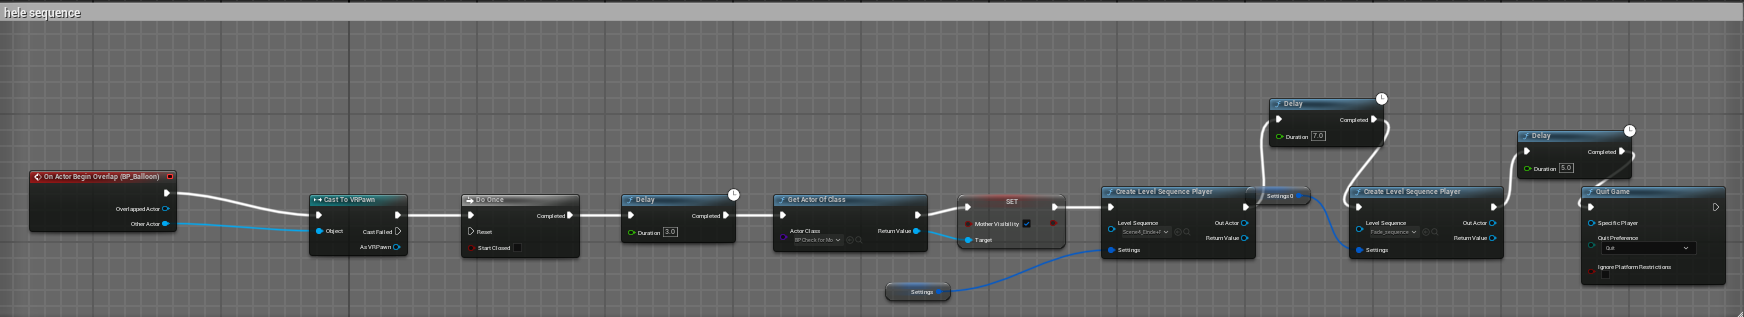 hele sequence
On Actor Begin Overlap (BP_Balloon)
Overlapped Actor
Other Actor
Cast To VRPawn
Object
Cast Failed
As VRPawn
Do Once
Completed
Reset
Start Closed
Delay
Completed
Duration 3.0
Get Actor Of Class
Actor Class
BP Check for Mo
Return Value
SET
Mother Visibility
Target
Settings
Create Level Sequence Player
Level Sequence
Out Actor
Return Value
Settings
Delay
Completed
Duration 7.0
Settings
Create Level Sequence Player
Level Sequence
Fade_sequence
Out Actor
Return Value
Settings
Delay
Completed
Duration 5.0
Quit Game
Specific Player
Quit Preference
Quit
Ignore Platform Restrictions